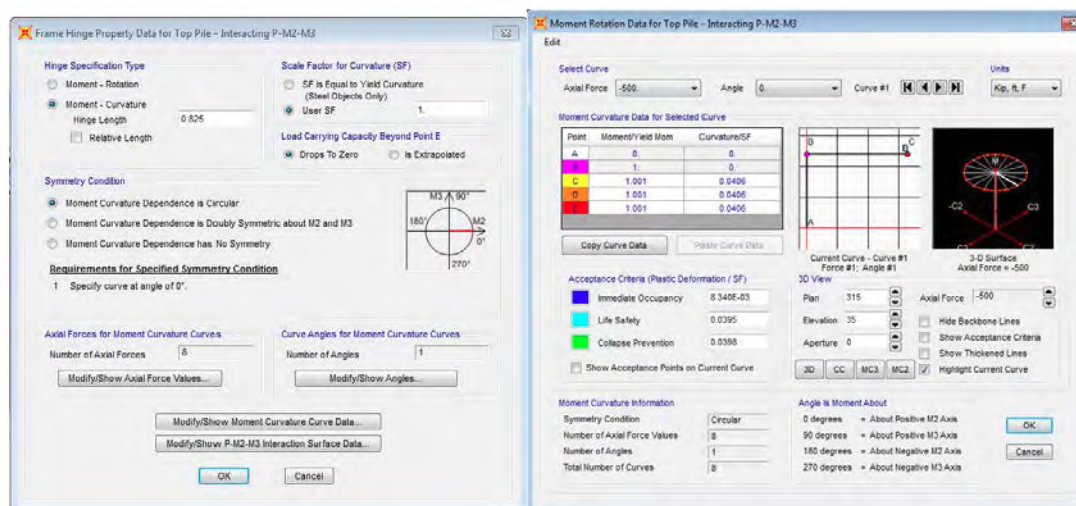 Frame Hinge Property Data for Top Pile - Interacting P-M2-M3
Hinge Specification Type
Moment - Rotation
Moment - Curvature
Hinge Length 0.825
Relative Length
Scale Factor for Curvature (SF)
SF is Equal to Yield Curvature
(Steel Objects Only)
User SF 1.
Load Carrying Capacity Beyond Point E
Drops To Zero Is Extrapolated
Symmetry Condition
Moment Curvature Dependence is Circular
Moment Curvature Dependence is Doubly Symmetric about M2 and M3
Moment Curvature Dependence has No Symmetry
M3 90°
180° M2
0°
270°
Requirements for Specified Symmetry Condition
1 Specify curve at angle of 0°.
Axial Forces for Moment Curvature Curves
Number of Axial Forces 8
Modify/Show Axial Force Values...
Curve Angles for Moment Curvature Curves
Number of Angles 1
Modify/Show Angles...
Modify/Show Moment Curvature Curve Data...
Modify/Show P-M2-M3 Interaction Surface Data...
OK Cancel
Moment Rotation Data for Top Pile - Interacting P-M2-M3
Edit
Select Curve
Axial Force -500. Angle 0. Curve #1
Units
Kip, ft, F
Moment Curvature Data for Selected Curve
Point Moment/Yield Mom Curvature/SF
A 0. 0.
1. 0.
C 1.001 0.0406
D 1.001 0.0406
E 1.001 0.0406
Copy Curve Data Paste Curve Data
B C
A
Current Curve - Curve #1
Force #1; Angle #1
M
-C2 C3
3-D Surface
Axial Force = -500
Acceptance Criteria (Plastic Deformation / SF)
Immediate Occupancy 8.340E-03
Life Safety 0.0395
Collapse Prevention 0.0398
Show Acceptance Points on Current Curve
3D View
Plan 315
Elevation 35
Aperture 0
3D CC MC3 MC2
Axial Force -500
Hide Backbone Lines
Show Acceptance Criteria
Show Thickened Lines
Highlight Current Curve
Moment Curvature Information
Symmetry Condition Circular
Number of Axial Force Values 8
Number of Angles 1
Total Number of Curves 8
Angle Is Moment About
0 degrees = About Positive M2 Axis
90 degrees = About Positive M3 Axis
180 degrees = About Negative M2 Axis
270 degrees = About Negative M3 Axis
OK
Cancel